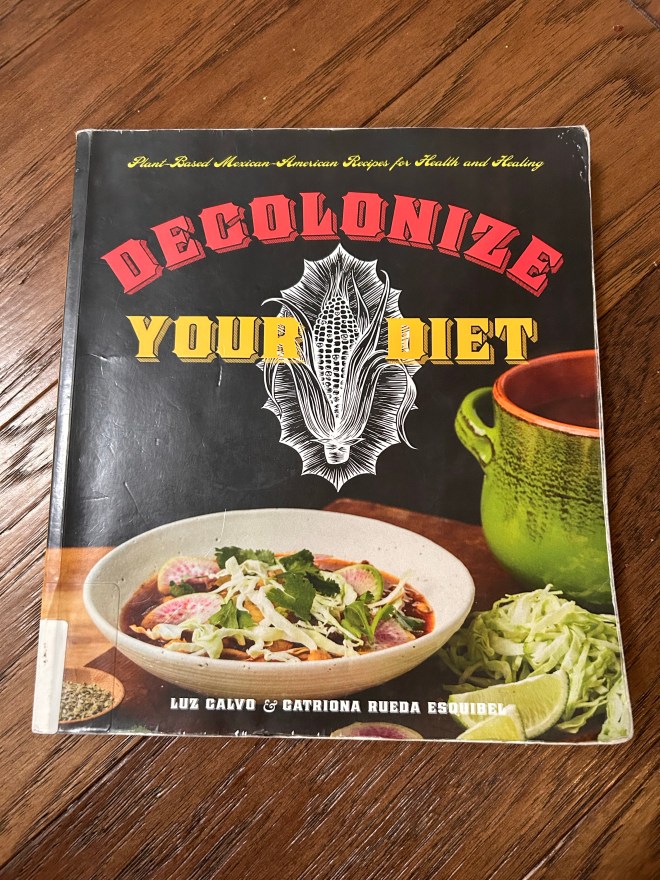 Plant-Based Mexican-American Recipes for Health and Healing
DECOLONIZE
YOUR DIET
LUZ CALVO & CATRIONA RUEDA ESQUIBEL